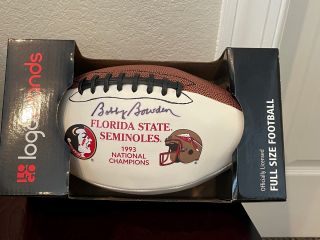 logobrands
Bobby Bowden
FLORIDA STATE
SEMINOLES
1993
NATIONAL
CHAMPIONS
Officially Licensed
FULL SIZE FOOTBALL